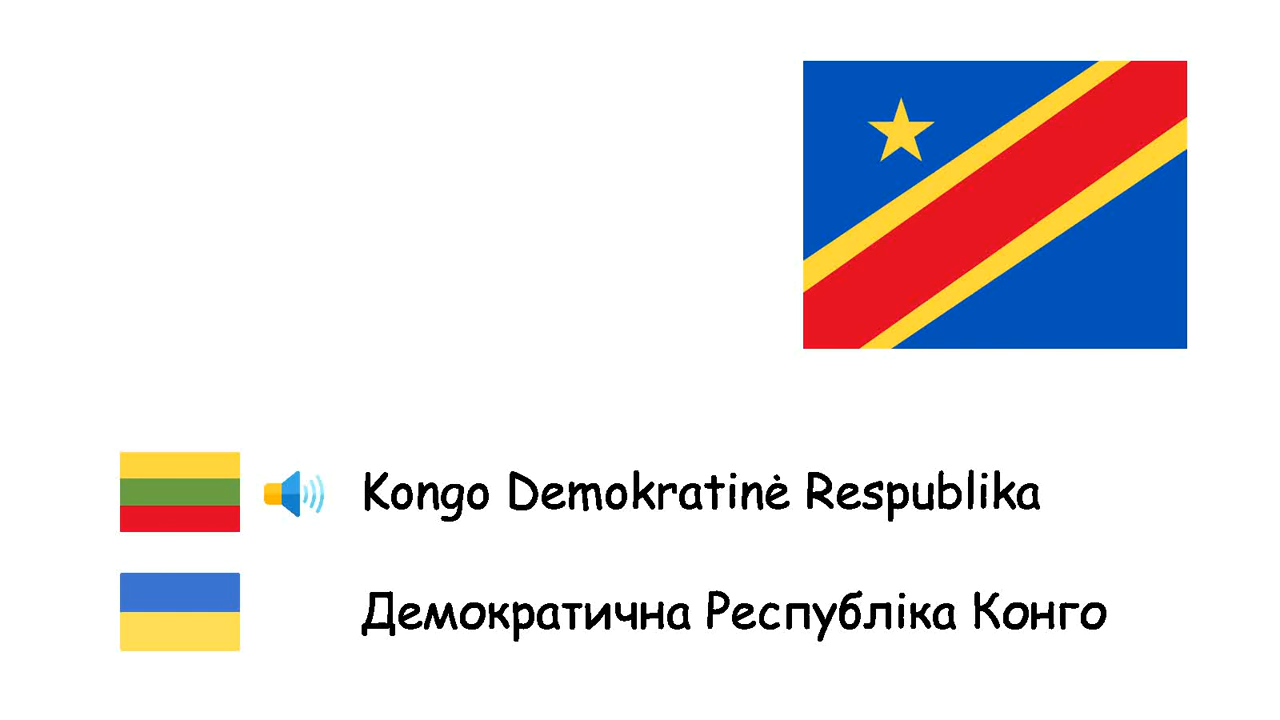 Kongo Demokratinė Respublika
Демократична Республіка Конго